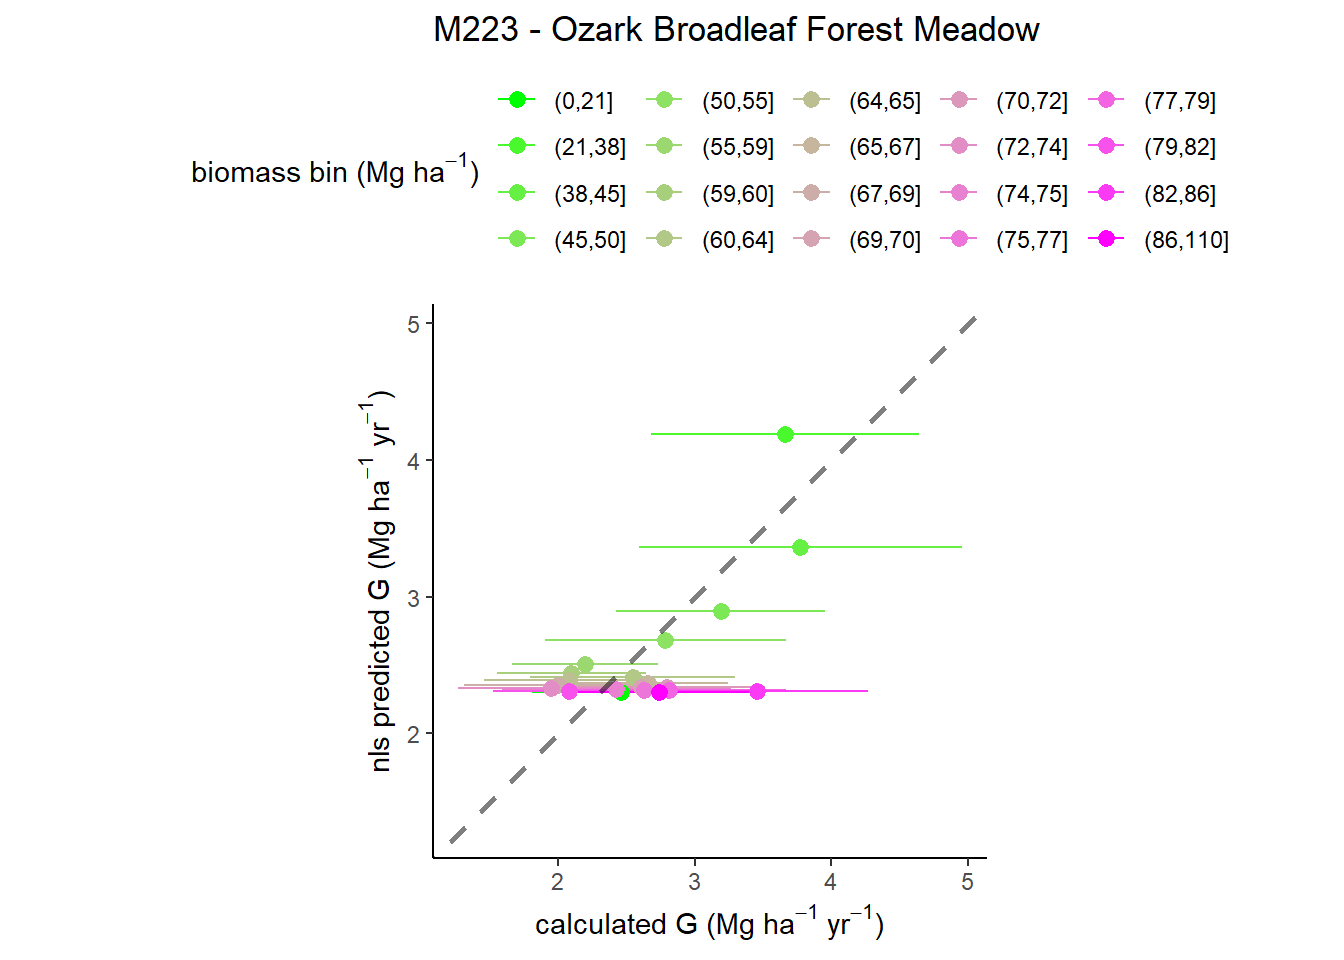 M223 - Ozark Broadleaf Forest Meadow
(0,21] (50,55] (64,65] (70,72] (77,79]
(21,38] (55,59] (65,67] (72,74] (79,82]
biomass bin (Mg ha⁻¹)
(38,45] (59,60] (67,69] (74,75] (82,86]
(45,50] (60,64] (69,70] (75,77] (86,110]
5
4
3
2
nls predicted G (Mg ha⁻¹ yr⁻¹)
2 3 4 5
calculated G (Mg ha⁻¹ yr⁻¹)